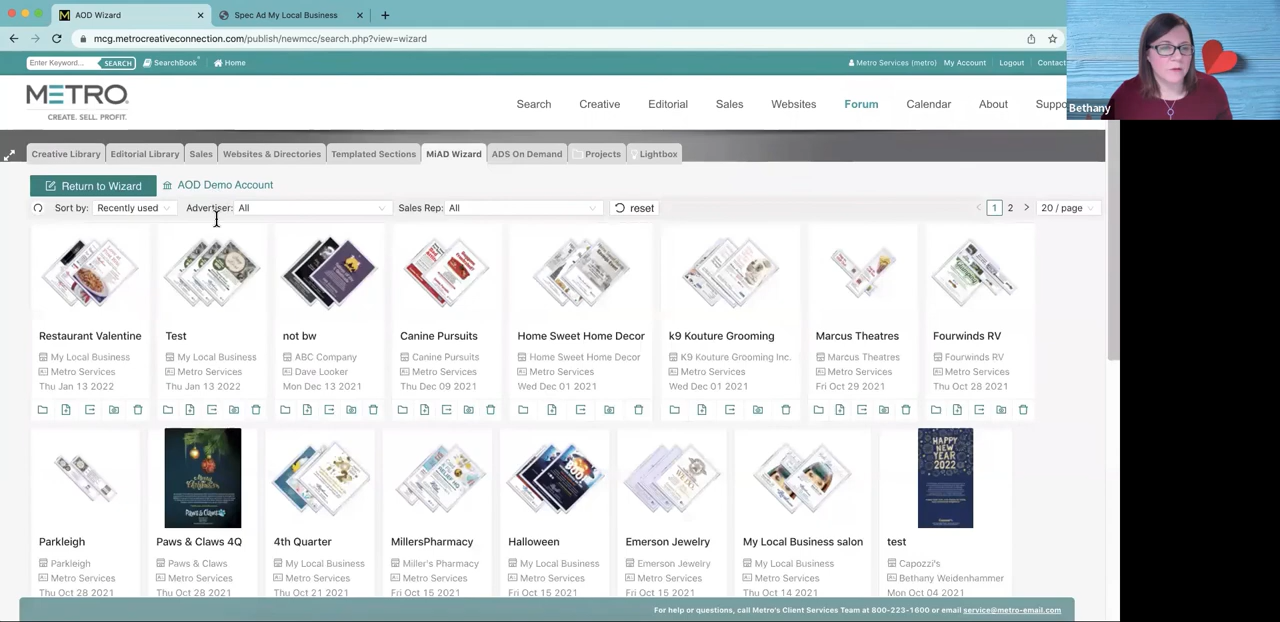 AOD Wizard
Spec Ad My Local Business
mcg.metrocreativeconnection.com/publish/newmcc/search.php?view=wizard
Enter Keyword... SEARCH SearchBook Home
Metro Services (metro) My Account Logout Contact
Bethany
METRO
CREATE. SELL. PROFIT.
Search Creative Editorial Sales Websites Forum Calendar About Suppo
Creative Library Editorial Library Sales Websites & Directories Templated Sections MiAD Wizard ADS On Demand Projects Lightbox
Return to Wizard AOD Demo Account
Sort by: Recently used Advertiser: All Sales Rep: All reset 1 2 20 / page
Restaurant Valentine Test not bw Canine Pursuits Home Sweet Home Decor k9 Kouture Grooming Marcus Theatres Fourwinds RV
My Local Business My Local Business ABC Company Canine Pursuits Home Sweet Home Decor K9 Kouture Grooming Inc. Marcus Theatres Fourwinds RV
Metro Services Metro Services Dave Looker Metro Services Metro Services Metro Services Metro Services Metro Services
Thu Jan 13 2022 Thu Jan 13 2022 Mon Dec 13 2021 Thu Dec 09 2021 Wed Dec 01 2021 Wed Dec 01 2021 Fri Oct 29 2021 Thu Oct 28 2021
HAPPY
NEW
YEAR
2022
Parkleigh Paws & Claws 4Q 4th Quarter MillersPharmacy Halloween Emerson Jewelry My Local Business salon test
Parkleigh Paws & Claws My Local Business Miller's Pharmacy My Local Business Emerson Jewelry My Local Business Capozzi's
Metro Services Metro Services Metro Services Metro Services Metro Services Metro Services Metro Services Bethany Weidenhammer
Thu Oct 28 2021 Thu Oct 28 2021 Thu Oct 21 2021 Fri Oct 15 2021 Fri Oct 15 2021 Fri Oct 15 2021 Thu Oct 14 2021 Mon Oct 04 2021
For help or questions, call Metro's Client Services Team at 800-223-1600 or email service@metro-email.com